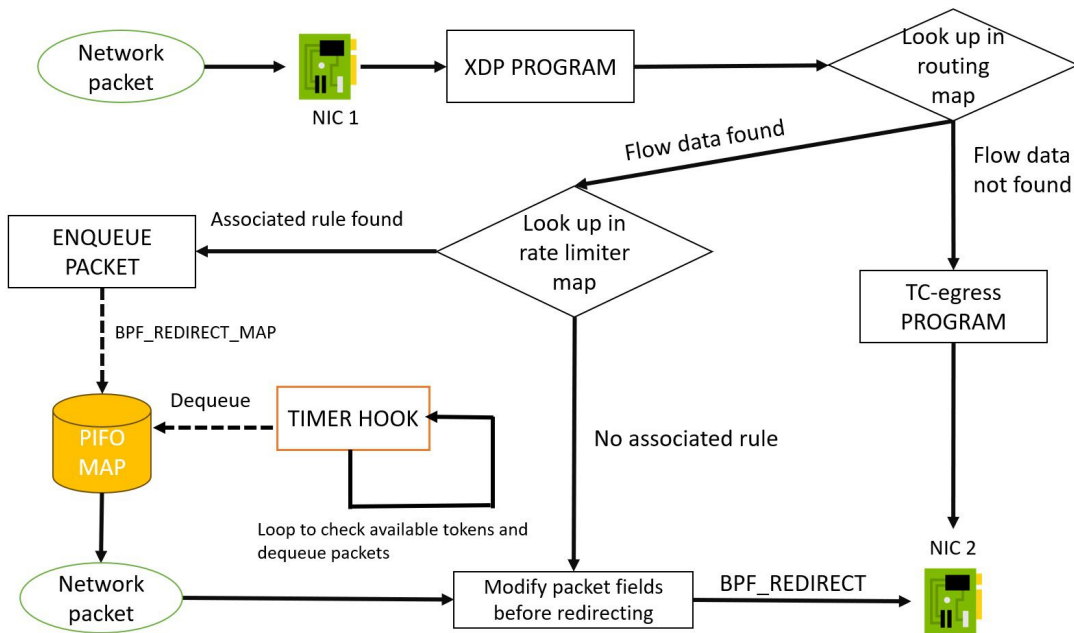 Network
packet
NIC 1
XDP PROGRAM
Look up in
routing
map
Flow data found
Flow data
not found
Associated rule found
Look up in
rate limiter
map
ENQUEUE
PACKET
TC-egress
PROGRAM
BPF_REDIRECT_MAP
Dequeue
TIMER HOOK
PIFO
MAP
No associated rule
Loop to check available tokens and
dequeue packets
NIC 2
Network
packet
Modify packet fields
before redirecting
BPF_REDIRECT